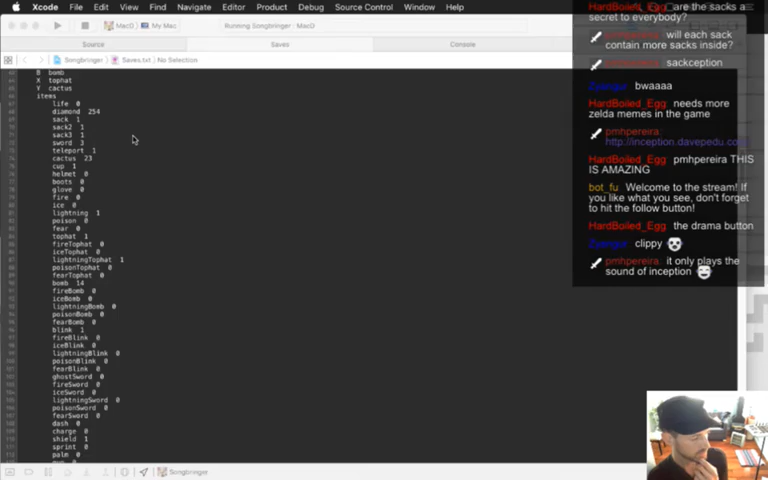 Xcode File Edit View Find Navigate Editor Product Debug Source Control Window Help
MacD My Mac
Running Songbringer : MacD
Source
Saves
Console
Songbringer Saves.txt No Selection
B bomb
X tophat
Y cactus
items
life 0
diamond 254
sack 1
sack2 1
sack3 1
sword 3
teleport 1
cactus 23
cup 1
helmet 0
boots 0
glove 0
fire 0
ice 0
lightning 1
poison 0
fear 0
tophat 1
fireTophat 0
iceTophat 0
lightningTophat 1
poisonTophat 0
fearTophat 0
bomb 14
fireBomb 0
iceBomb 0
lightningBomb 0
poisonBomb 0
fearBomb 0
blink 1
fireBlink 0
iceBlink 0
lightningBlink 0
poisonBlink 0
fearBlink 0
ghostSword 0
fireSword 0
iceSword 0
lightningSword 0
poisonSword 0
fearSword 0
dash 0
charge 0
shield 1
sprint 0
palm 0
Songbringer
HardBoiled_Egg: are the sacks a
secret to everybody?
pmhpereira: will each sack
contain more sacks inside?
pmhpereira: sackception
bwaaaa
HardBoiled_Egg needs more
zelda memes in the game
pmhpereira:
http://inception.davepedu.com/
HardBoiled_Egg pmhpereira THIS
IS AMAZING
bot_fu Welcome to the stream! If
you like what you see, don't forget
to hit the follow button!
HardBoiled_Egg the drama button
clippy
pmhpereira: it only plays the
sound of inception